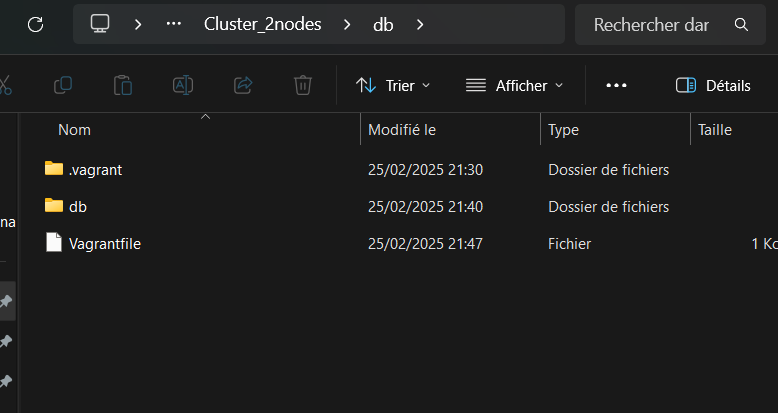 Cluster_2nodes > db >
Rechercher dar
Trier
Afficher
Détails
Nom
Modifié le
Type
Taille
.vagrant
25/02/2025 21:30
Dossier de fichiers
db
25/02/2025 21:40
Dossier de fichiers
na
Vagrantfile
25/02/2025 21:47
Fichier
1 Kc